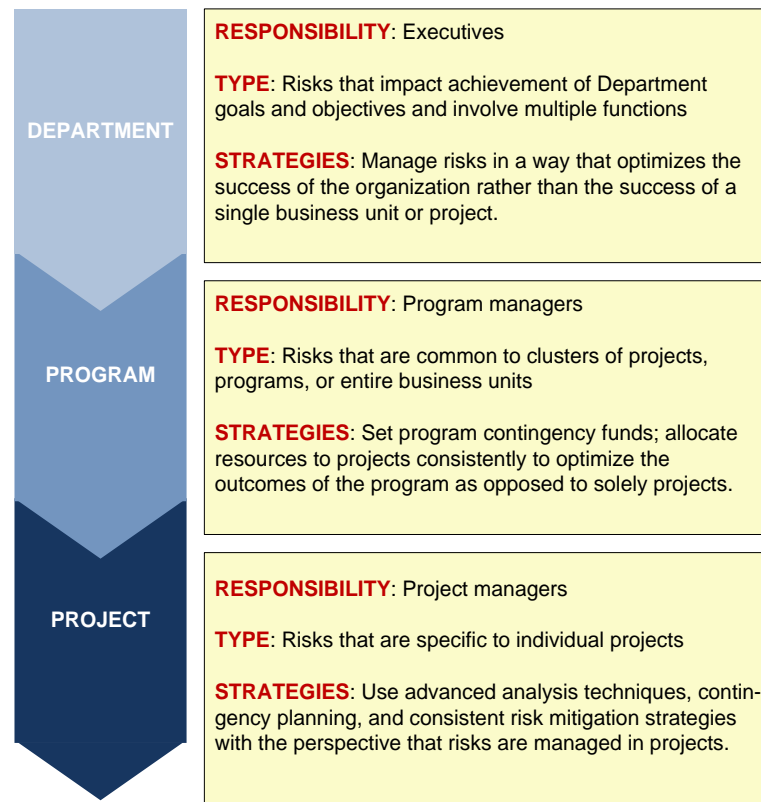 DEPARTMENT
RESPONSIBILITY: Executives
TYPE: Risks that impact achievement of Department
goals and objectives and involve multiple functions
STRATEGIES: Manage risks in a way that optimizes the
success of the organization rather than the success of a
single business unit or project.
PROGRAM
RESPONSIBILITY: Program managers
TYPE: Risks that are common to clusters of projects,
programs, or entire business units
STRATEGIES: Set program contingency funds; allocate
resources to projects consistently to optimize the
outcomes of the program as opposed to solely projects.
PROJECT
RESPONSIBILITY: Project managers
TYPE: Risks that are specific to individual projects
STRATEGIES: Use advanced analysis techniques, contin-
gency planning, and consistent risk mitigation strategies
with the perspective that risks are managed in projects.